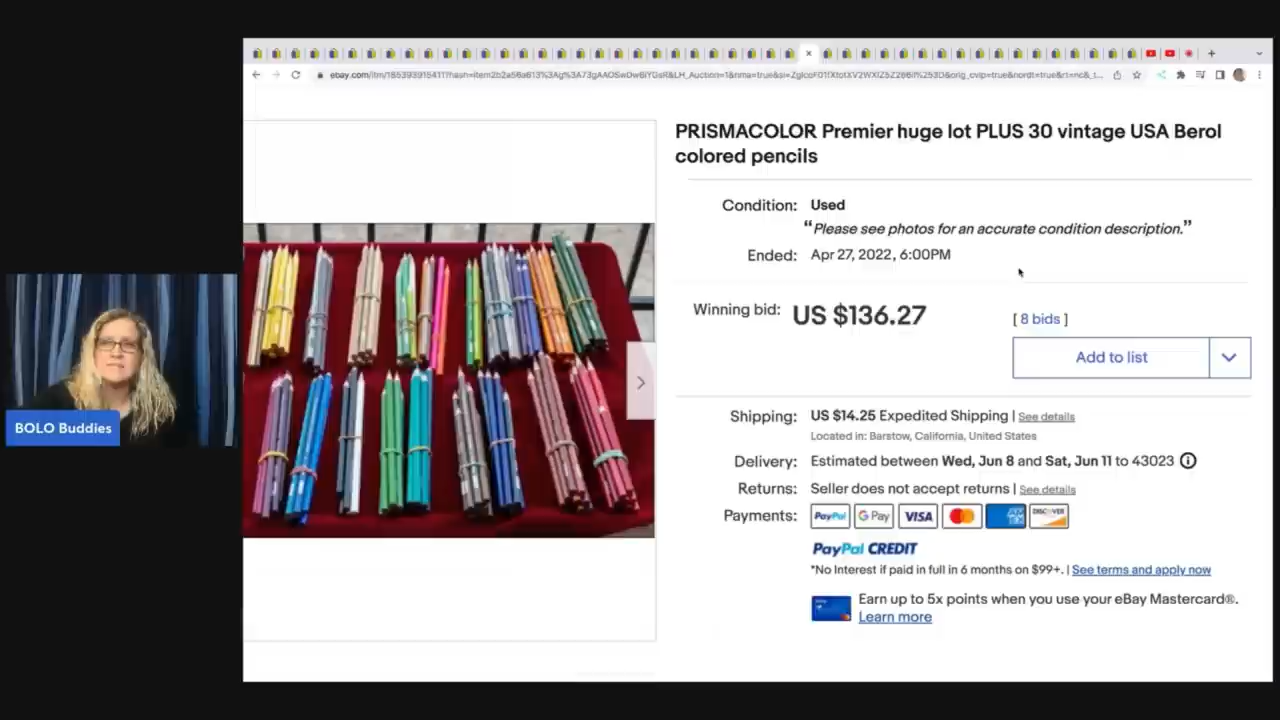 PRISMACOLOR Premier huge lot PLUS 30 vintage USA Berol
colored pencils
Condition: Used
“Please see photos for an accurate condition description.”
Ended: Apr 27, 2022, 6:00PM
Winning bid: US $136.27
[ 8 bids ]
Add to list
Shipping: US $14.25 Expedited Shipping | See details
Located in: Barstow, California, United States
Delivery: Estimated between Wed, Jun 8 and Sat, Jun 11 to 43023
Returns: Seller does not accept returns | See details
Payments: PayPal G Pay VISA DISCOVER
PayPal CREDIT
*No Interest if paid in full in 6 months on $99+. | See terms and apply now
Earn up to 5x points when you use your eBay Mastercard®.
Learn more
BOLO Buddies